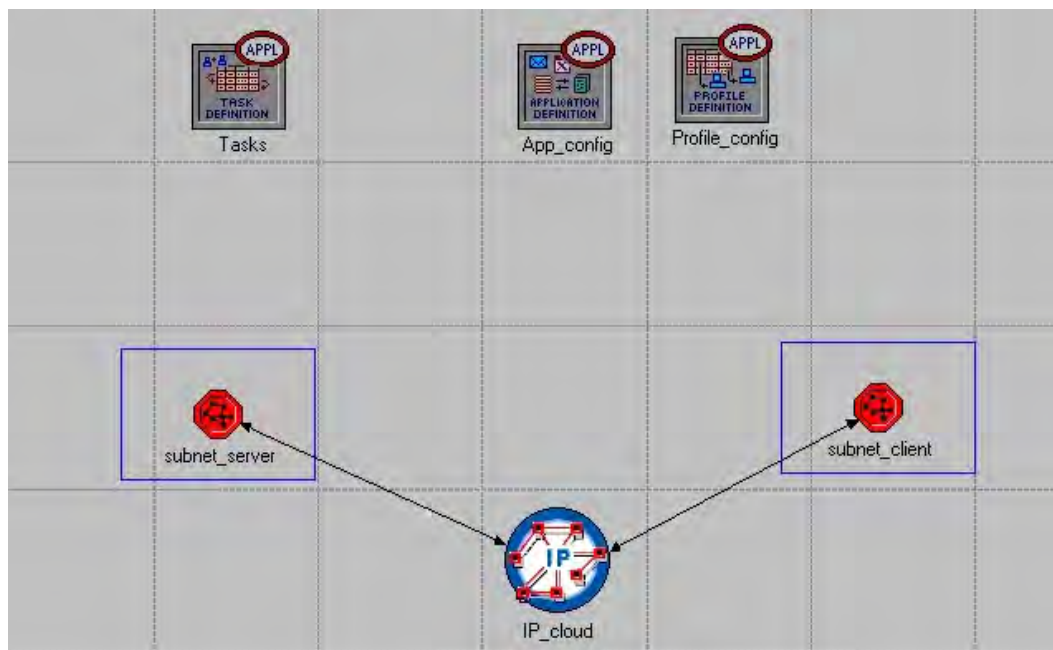 APPL
TASK
DEFINITION
Tasks
APPL
APPLICATION
DEFINITION
App_config
APPL
PROFILE
DEFINITION
Profile_config
subnet_server
subnet_client
IP
IP_cloud